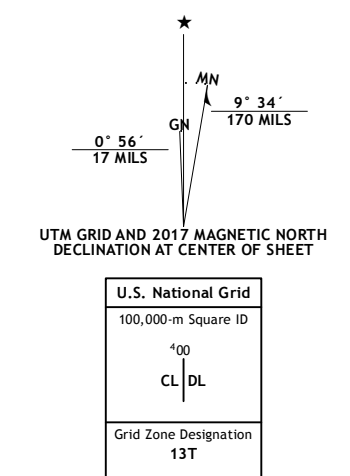 ★
MN
9° 34´
170 MILS
GN
0° 56´
17 MILS
UTM GRID AND 2017 MAGNETIC NORTH
DECLINATION AT CENTER OF SHEET
U.S. National Grid
100,000-m Square ID
⁴00
CL DL
Grid Zone Designation
13T